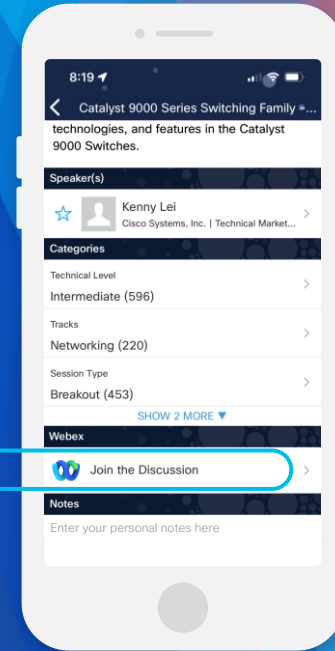 8:19
Catalyst 9000 Series Switching Family =...
technologies, and features in the Catalyst
9000 Switches.
Speaker(s)
Kenny Lei
Cisco Systems, Inc. | Technical Market...
Categories
Technical Level
Intermediate (596)
Tracks
Networking (220)
Session Type
Breakout (453)
SHOW 2 MORE ▼
Webex
Join the Discussion
Notes
Enter your personal notes here